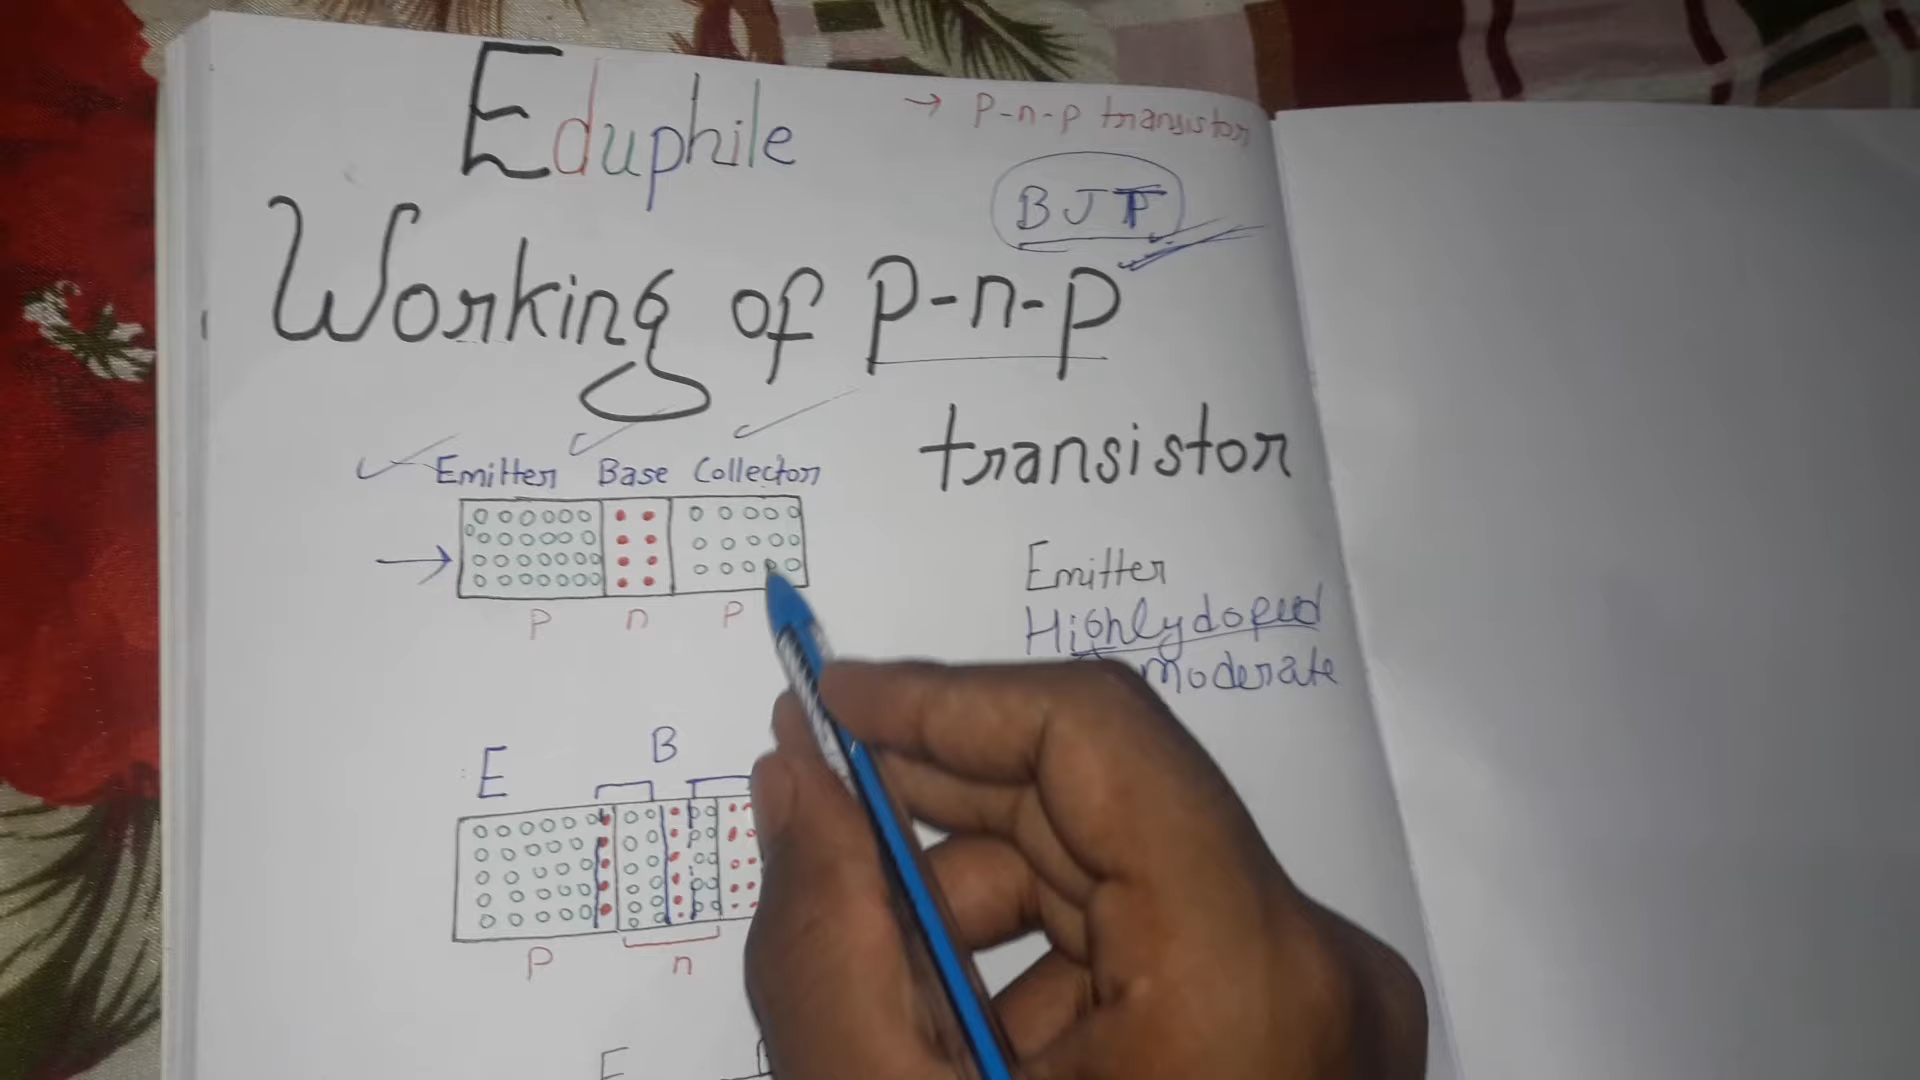 Eduphile
→ P-n-p transistor
BJT
Working of p-n-p
transistor
Emitter Base Collector
P n P
Emitter
Highly doped
moderate
E B
P n
E